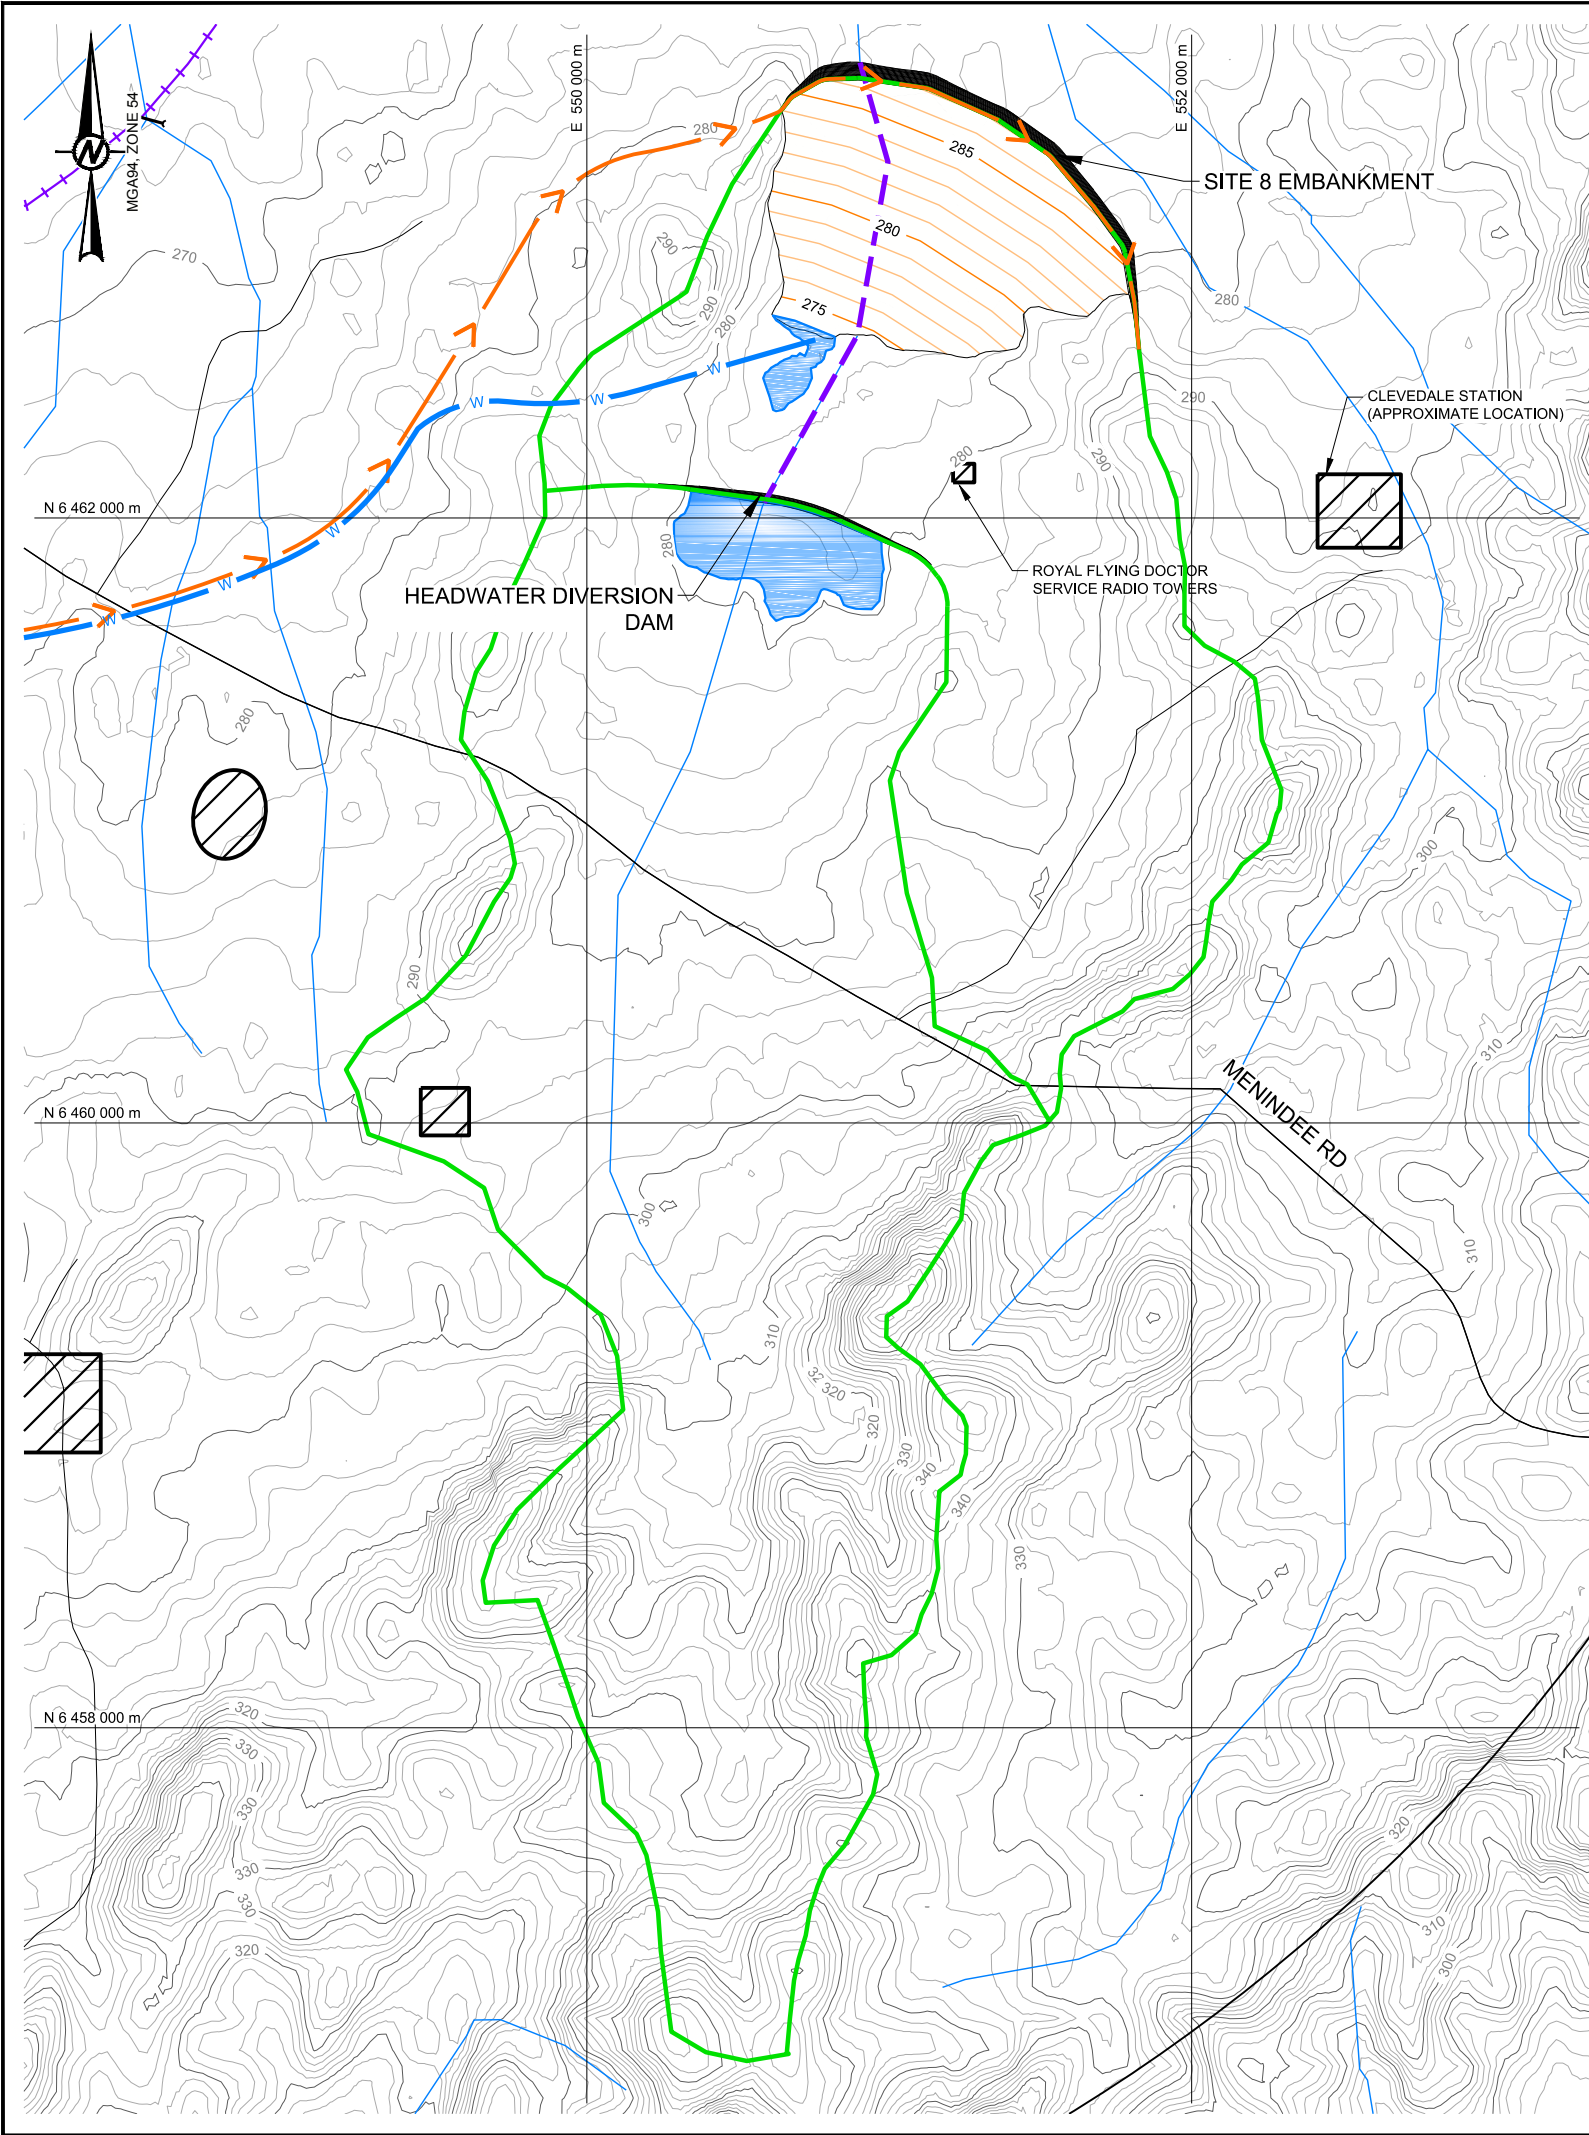 E 550 000 m
E 552 000 m
MGA94, ZONE 54
N
280
285
SITE 8 EMBANKMENT
270
290
280
290
280
275
280
W
W
W
W
290
CLEVEDALE STATION
(APPROXIMATE LOCATION)
280
290
N 6 462 000 m
W
280
W
W
ROYAL FLYING DOCTOR
SERVICE RADIO TOWERS
HEADWATER DIVERSION
DAM
280
300
290
310
MENINDEE RD
N 6 460 000 m
300
310
310
32
320
320
330
340
340
330
N 6 458 000 m
320
330
330
330
330
320
320
310
300